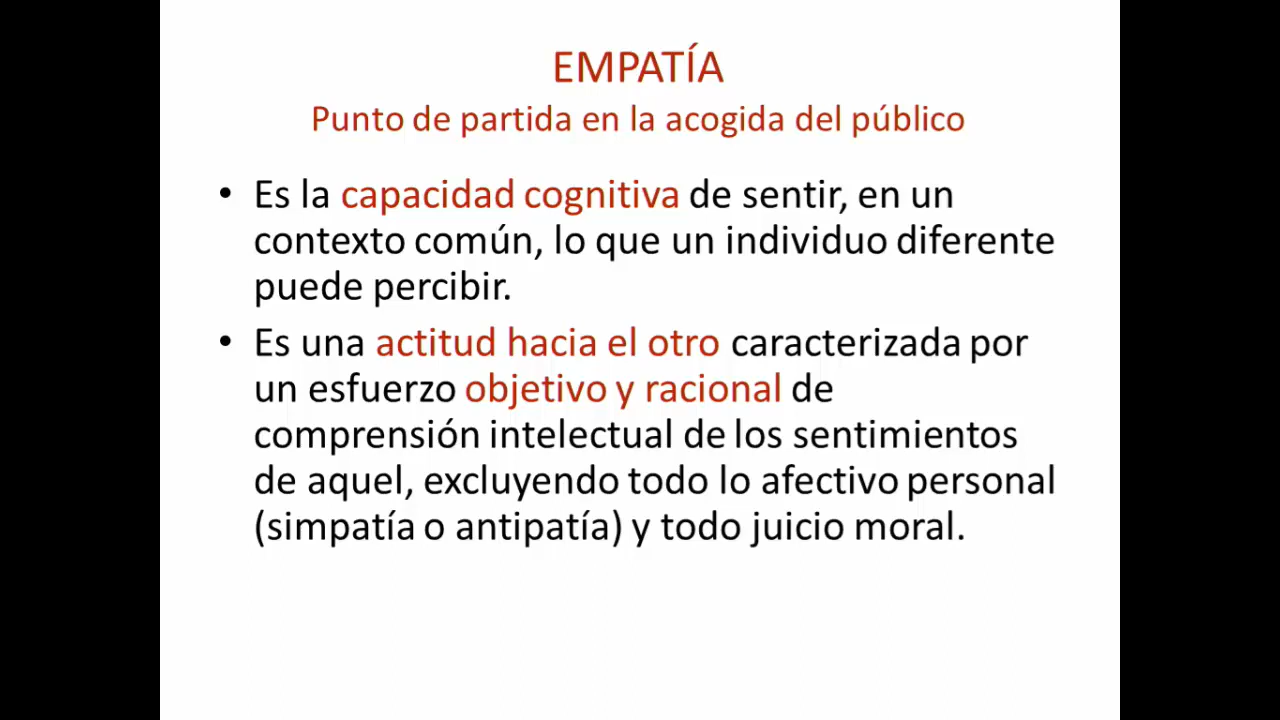 EMPATÍA
Punto de partida en la acogida del público
• Es la capacidad cognitiva de sentir, en un
contexto común, lo que un individuo diferente
puede percibir.
• Es una actitud hacia el otro caracterizada por
un esfuerzo objetivo y racional de
comprensión intelectual de los sentimientos
de aquel, excluyendo todo lo afectivo personal
(simpatía o antipatía) y todo juicio moral.